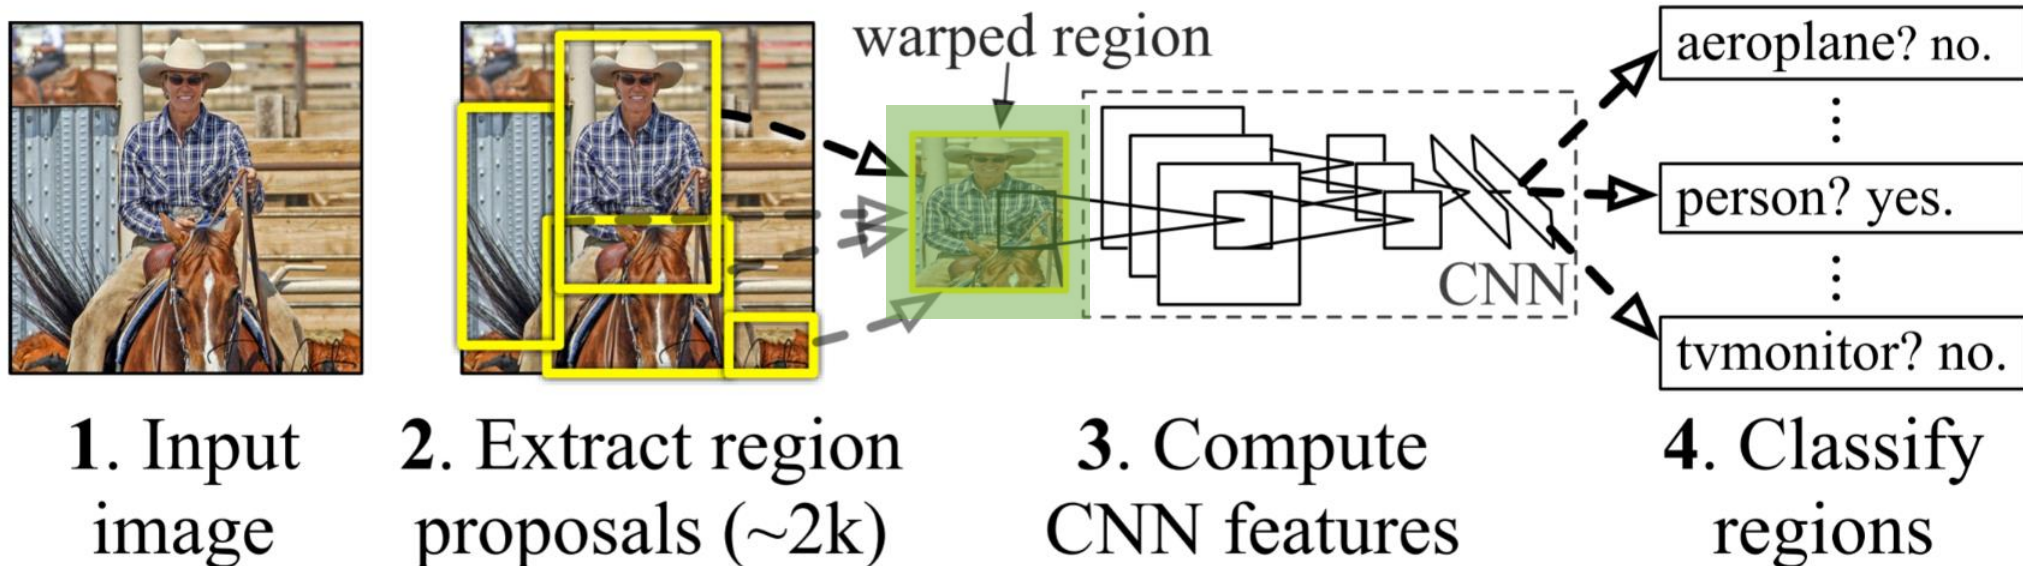 warped region
aeroplane? no.
person? yes.
CNN
tvmonitor? no.
1. Input
image
2. Extract region
proposals (~2k)
3. Compute
CNN features
4. Classify
regions